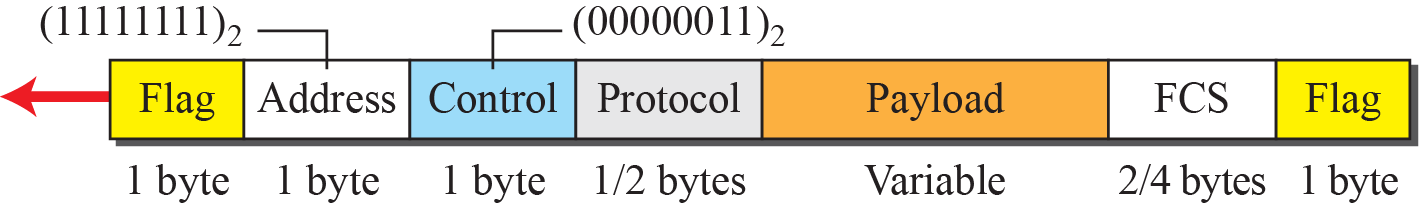 (11111111)₂ (00000011)₂
Flag Address Control Protocol Payload FCS Flag
1 byte 1 byte 1 byte 1/2 bytes Variable 2/4 bytes 1 byte